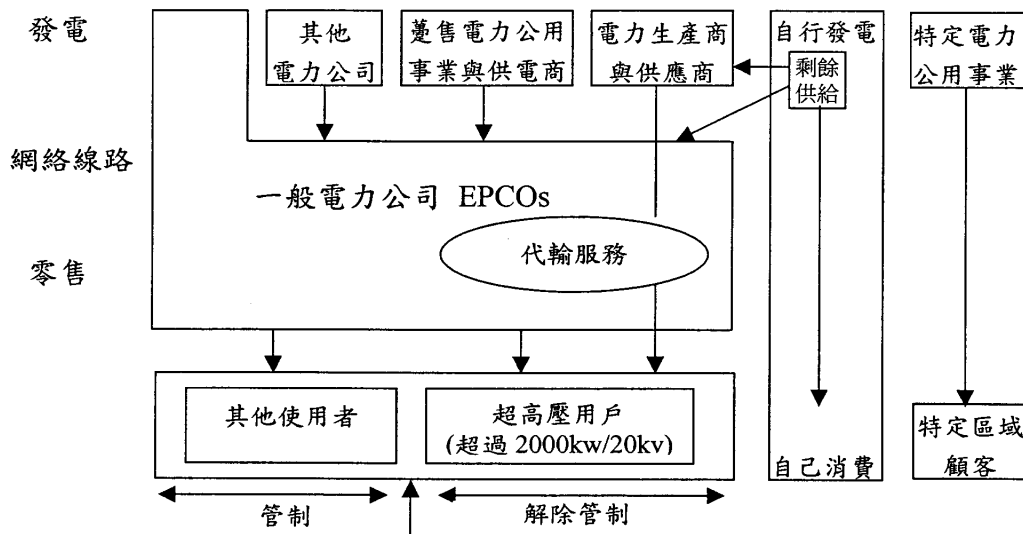 發電
其他
電力公司
躉售電力公用
事業與供電商
電力生產商
與供應商
自行發電
剩餘
供給
特定電力
公用事業
網絡線路
一般電力公司 EPCOs
代輸服務
零售
其他使用者
超高壓用戶
(超過 2000kw/20kv)
自己消費
特定區域
顧客
管制
解除管制